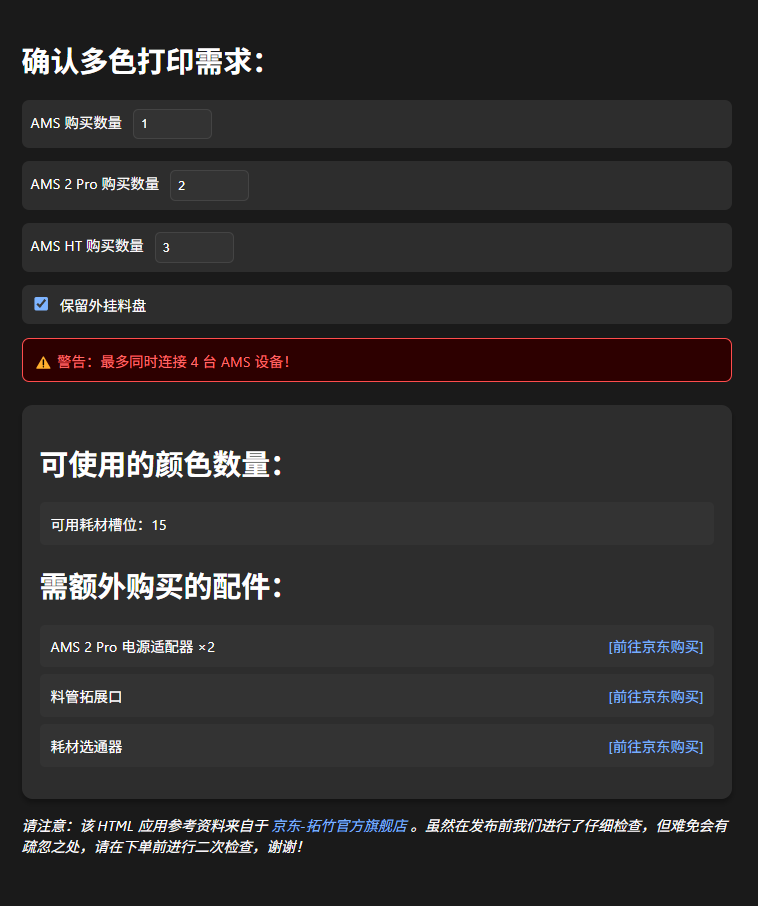 确认多色打印需求：
AMS 购买数量 1
AMS 2 Pro 购买数量 2
AMS HT 购买数量 3
保留外挂料盘
⚠️ 警告：最多同时连接 4 台 AMS 设备！
可使用的颜色数量：
可用耗材槽位：15
需额外购买的配件：
AMS 2 Pro 电源适配器 ×2 [前往京东购买]
料管拓展口 [前往京东购买]
耗材选通器 [前往京东购买]
请注意：该 HTML 应用参考资料来自于 京东-拓竹官方旗舰店 。虽然在发布前我们进行了仔细检查，但难免会有
疏忽之处，请在下单前进行二次检查，谢谢！